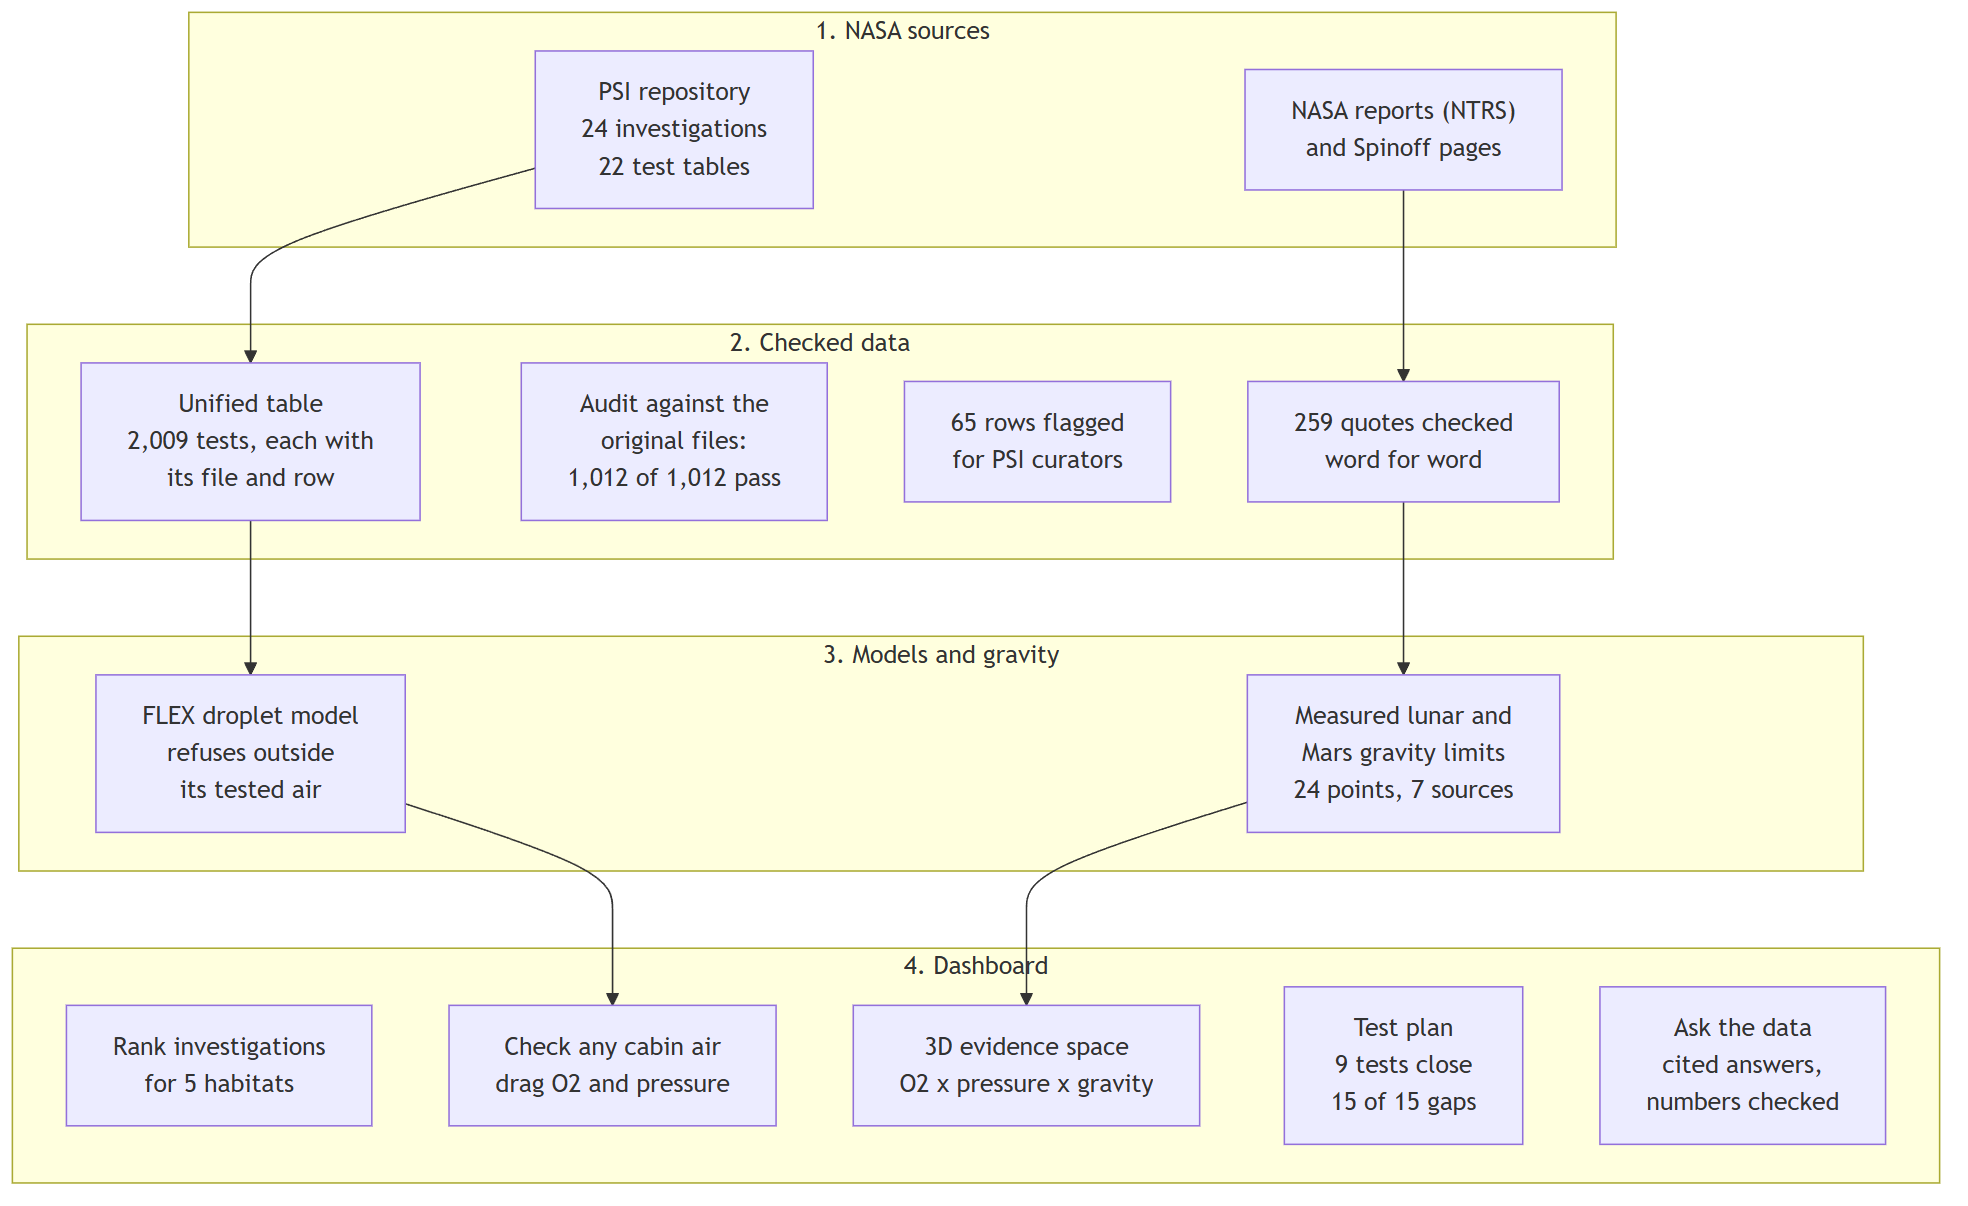 1. NASA sources
PSI repository
24 investigations
22 test tables
NASA reports (NTRS)
and Spinoff pages
2. Checked data
Unified table
2,009 tests, each with
its file and row
Audit against the
original files:
1,012 of 1,012 pass
65 rows flagged
for PSI curators
259 quotes checked
word for word
3. Models and gravity
FLEX droplet model
refuses outside
its tested air
Measured lunar and
Mars gravity limits
24 points, 7 sources
4. Dashboard
Rank investigations
for 5 habitats
Check any cabin air
drag O2 and pressure
3D evidence space
O2 x pressure x gravity
Test plan
9 tests close
15 of 15 gaps
Ask the data
cited answers,
numbers checked